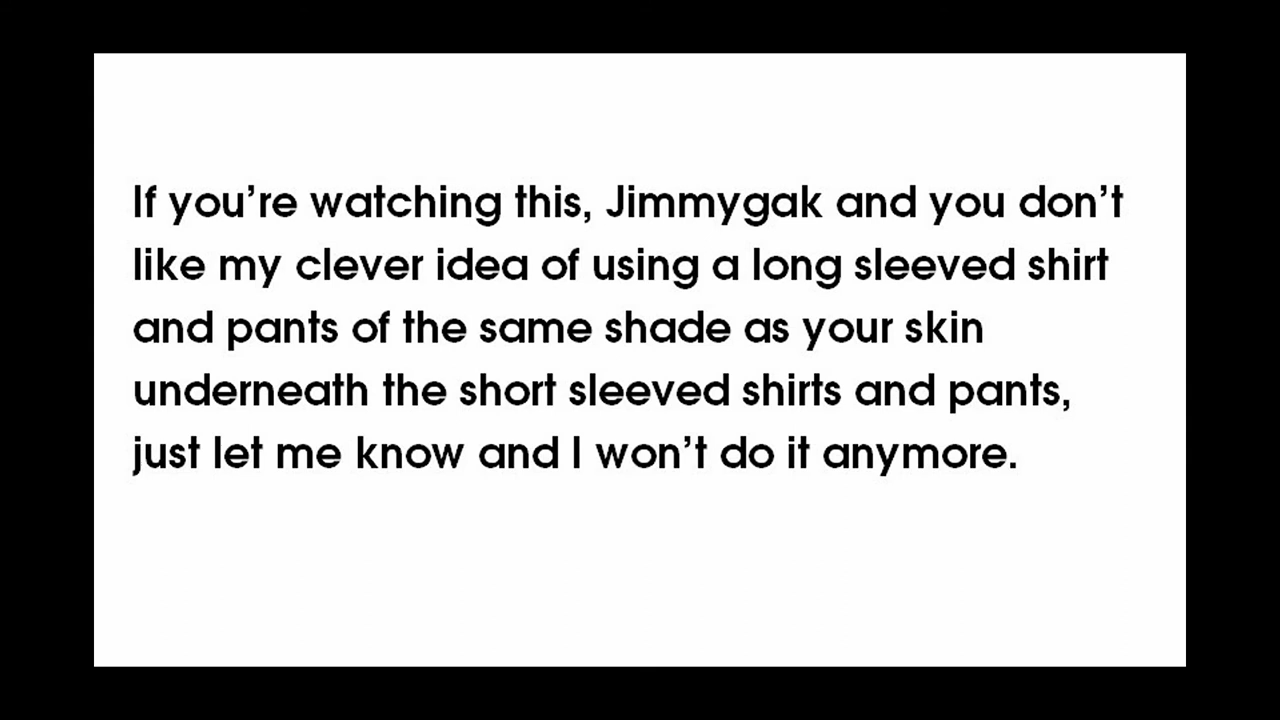 If you’re watching this, Jimmygak and you don’t
like my clever idea of using a long sleeved shirt
and pants of the same shade as your skin
underneath the short sleeved shirts and pants,
just let me know and I won’t do it anymore.